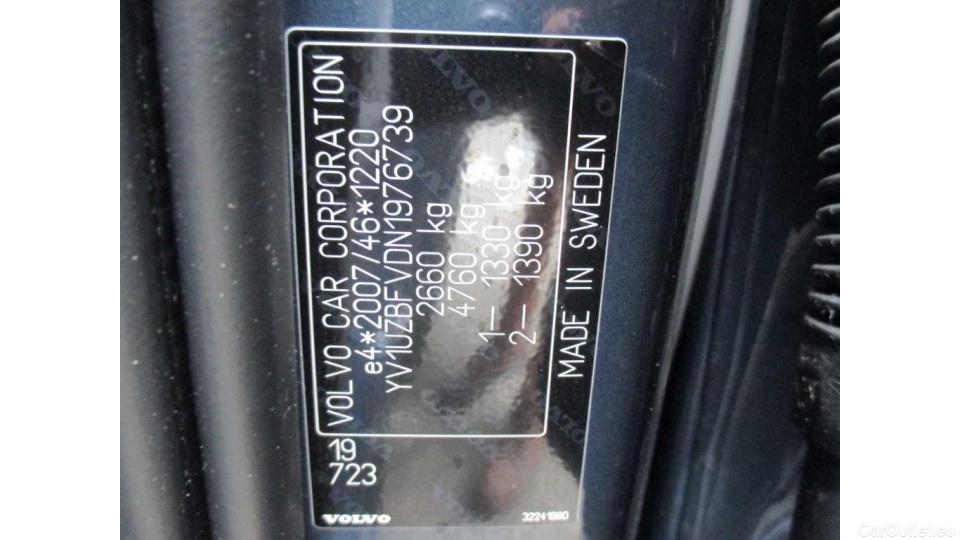 VOLVO CAR CORPORATION
e4*2007/46*1220
YV1UZBFVDN1976739
2660 kg
4760 kg
1— 1330 kg
2— 1390 kg
MADE IN SWEDEN
19
723
VOLVO
32241880
CarOutlet.eu